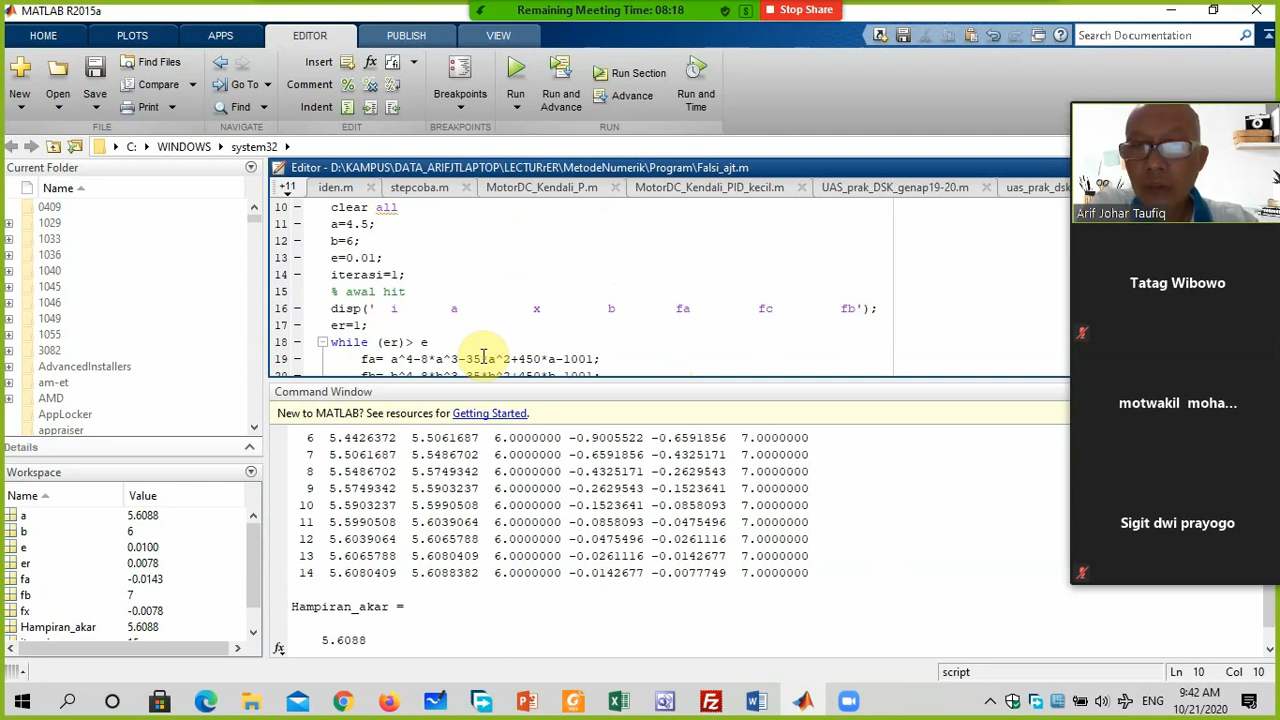 MATLAB R2015a
Remaining Meeting Time: 08:18
Stop Share
HOME PLOTS APPS EDITOR PUBLISH VIEW
Search Documentation
New Open Save Find Files Compare Print
Go To Find
Insert Comment Indent
Breakpoints
Run Run and Advance Run Section Advance Run and Time
FILE NAVIGATE EDIT BREAKPOINTS RUN
C: WINDOWS system32
Current Folder
Name
0409
1029
1033
1036
1040
1045
1046
1049
1055
3082
AdvancedInstallers
am-et
AMD
AppLocker
appraiser
Details
Workspace
Name Value
a 5.6088
b 6
e 0.0100
er 0.0078
fa -0.0143
fb 7
fx -0.0078
Hampiran_akar 5.6088
Editor - D:\KAMPUS\DATA_ARIFJTLAPTOP\LECTURrER\MetodeNumerik\Program\Falsi_ajt.m
+11 iden.m stepcoba.m MotorDC_Kendali_P.m MotorDC_Kendali_PID_kecil.m UAS_prak_DSK_genap19-20.m uas_prak_dsk
10 clear all
11 a=4.5;
12 b=6;
13 e=0.01;
14 iterasi=1;
15 % awal hit
16 disp(' i a x b fa fc fb');
17 er=1;
18 while (er)> e
19 fa= a^4-8*a^3-35*a^2+450*a-1001;
20 fb= b^4-8*b^3-35*b^2+450*b-1001;
Command Window
New to MATLAB? See resources for Getting Started.
6 5.4426372 5.5061687 6.0000000 -0.9005522 -0.6591856 7.0000000
7 5.5061687 5.5486702 6.0000000 -0.6591856 -0.4325171 7.0000000
8 5.5486702 5.5749342 6.0000000 -0.4325171 -0.2629543 7.0000000
9 5.5749342 5.5903237 6.0000000 -0.2629543 -0.1523641 7.0000000
10 5.5903237 5.5990508 6.0000000 -0.1523641 -0.0858093 7.0000000
11 5.5990508 5.6039064 6.0000000 -0.0858093 -0.0475496 7.0000000
12 5.6039064 5.6065788 6.0000000 -0.0475496 -0.0261116 7.0000000
13 5.6065788 5.6080409 6.0000000 -0.0261116 -0.0142677 7.0000000
14 5.6080409 5.6088382 6.0000000 -0.0142677 -0.0077749 7.0000000
Hampiran_akar =
5.6088
fx
Arif Johar Taufiq
Tatag Wibowo
motwakil moha...
Sigit dwi prayogo
script Ln 10 Col 10
ENG
9:42 AM
10/21/2020